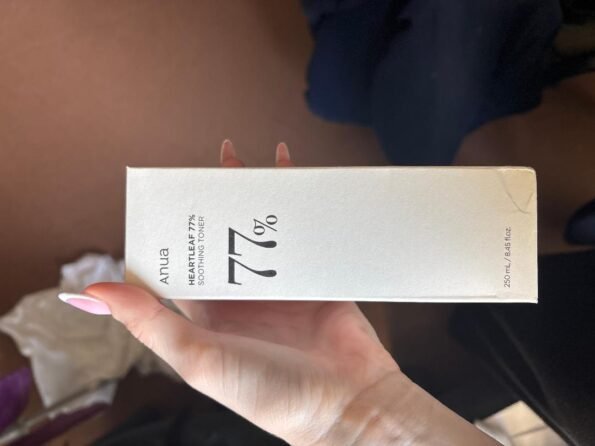 Anua
HEARTLEAF 77%
SOOTHING TONER
77%
250 mL / 8.45 fl.oz.